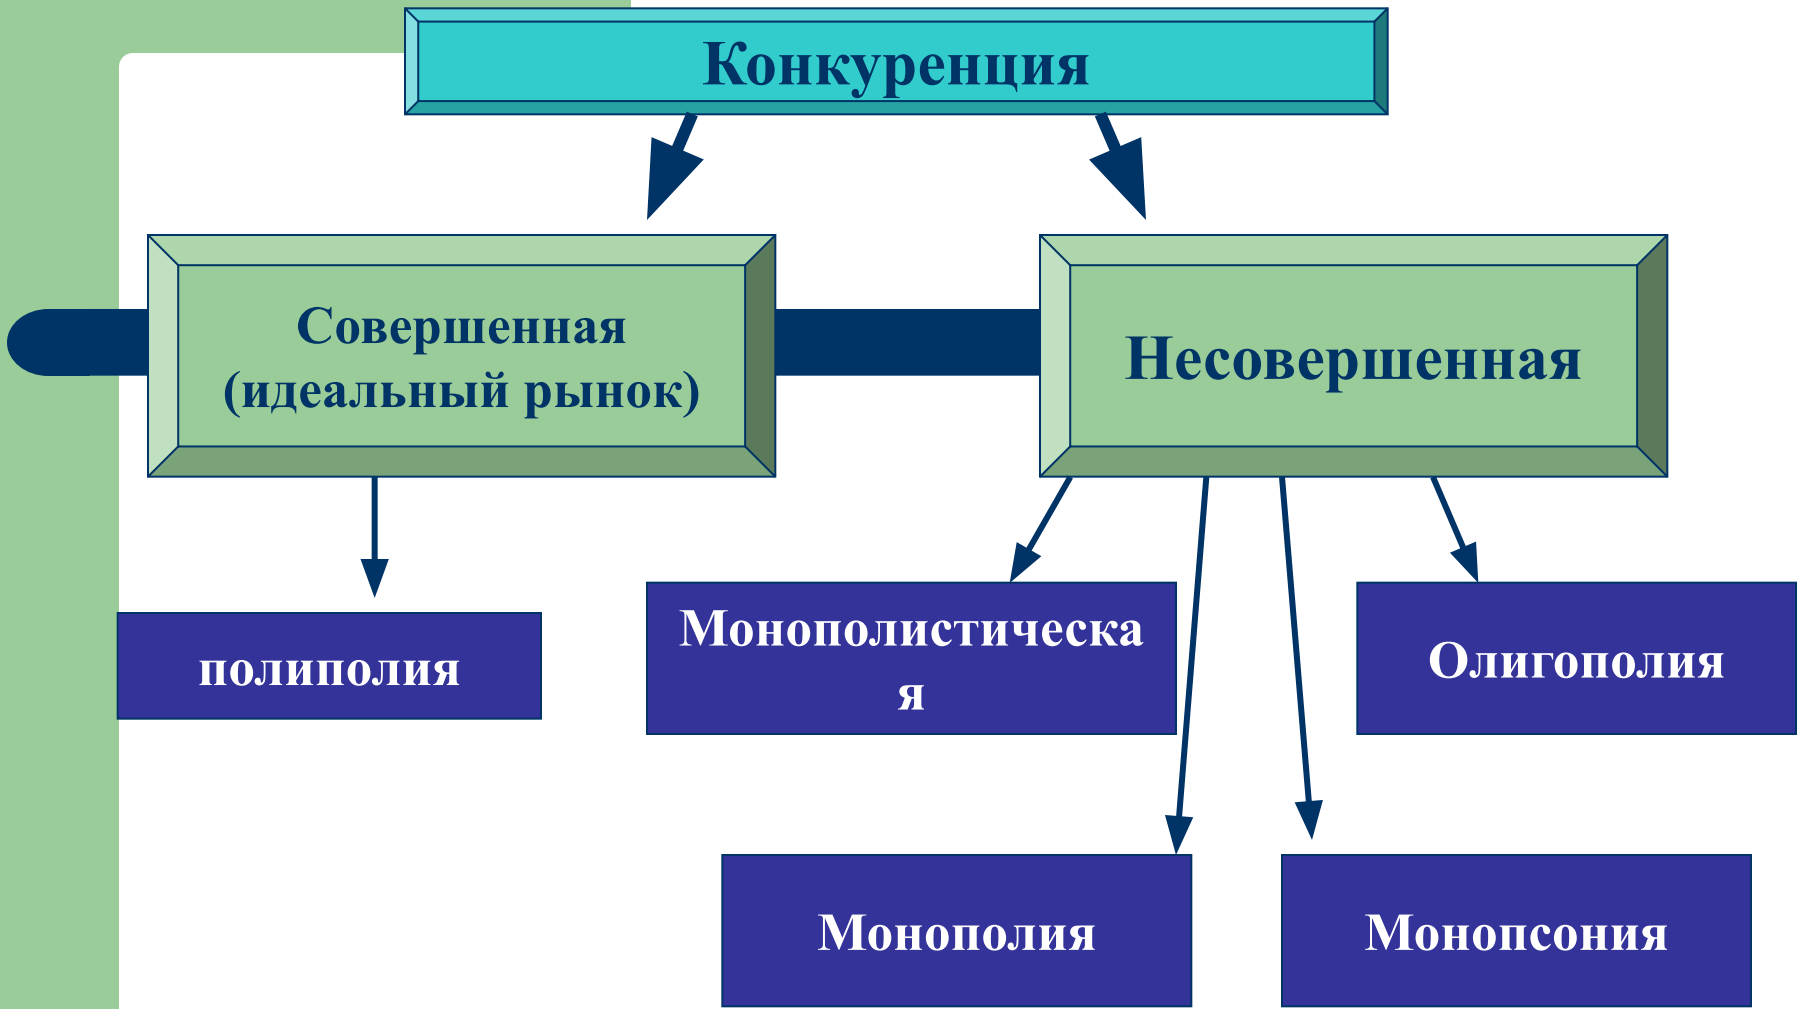 Конкуренция
Совершенная
(идеальный рынок)
Несовершенная
полиполия
Монополистическа
я
Олигополия
Монополия
Монопсония